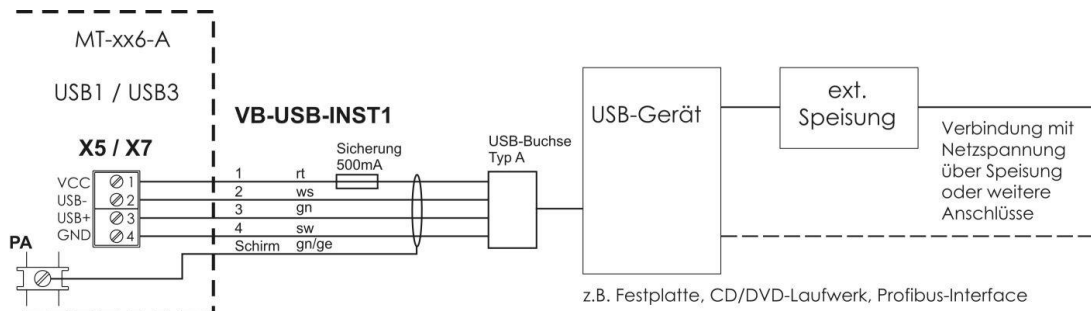 MT-xx6-A
USB1 / USB3
X5 / X7
VCC 1
USB- 2
USB+ 3
GND 4
PA
VB-USB-INST1
Sicherung
500mA
1 rt
2 ws
3 gn
4 sw
Schirm gn/ge
USB-Buchse
Typ A
USB-Gerät
ext.
Speisung
Verbindung mit
Netzspannung
über Speisung
oder weitere
Anschlüsse
z.B. Festplatte, CD/DVD-Laufwerk, Profibus-Interface